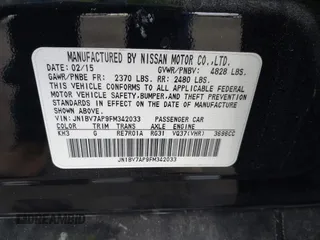 MANUFACTURED BY NISSAN MOTOR CO.,LTD.
DATE: 02/15 GVWR/PNBV: 4828 LBS.
GAWR/PNBE FR: 2370 LBS. RR: 2480 LBS.
THIS VEHICLE CONFORMS TO ALL APPLICABLE
FEDERAL MOTOR VEHICLE SAFETY, BUMPER, AND
THEFT PREVENTION STANDARDS
IN EFFECT ON THE DATE OF MANUFACTURE
SHOWN ABOVE.
VIN:JN1BV7AP9FM342033 PASSENGER CAR
COLOR TRIM TRANS AXLE ENGINE
KH3 G RE7R01A RG31 VQ37(VHR) 3696CC
JN1BV7AP9FM342033